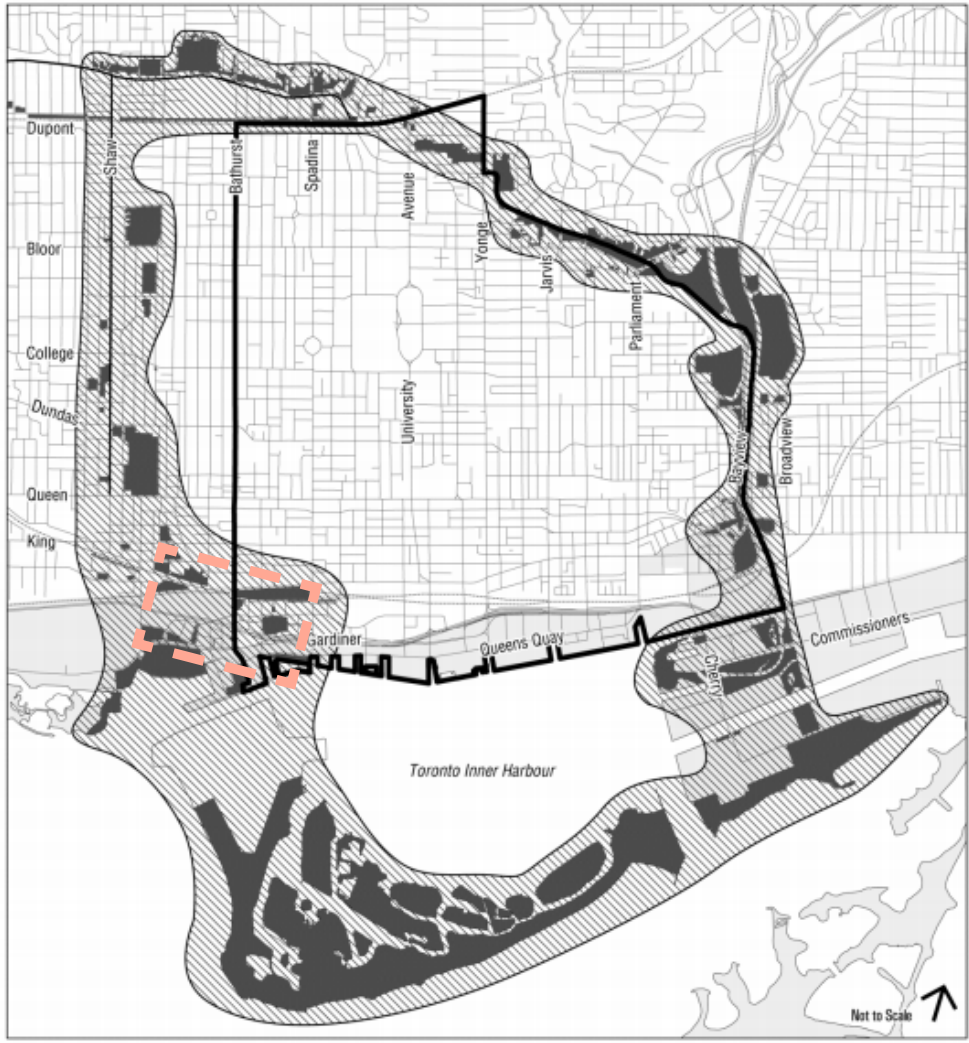 Dupont
Shaw
Bathurst
Spadina
Avenue
Yonge
Bloor
Jarvis
Parliament
College
University
Dundas
Bayview
Broadview
Queen
King
Gardiner
Queens Quay
Commissioners
Cherry
Toronto Inner Harbour
Not to Scale